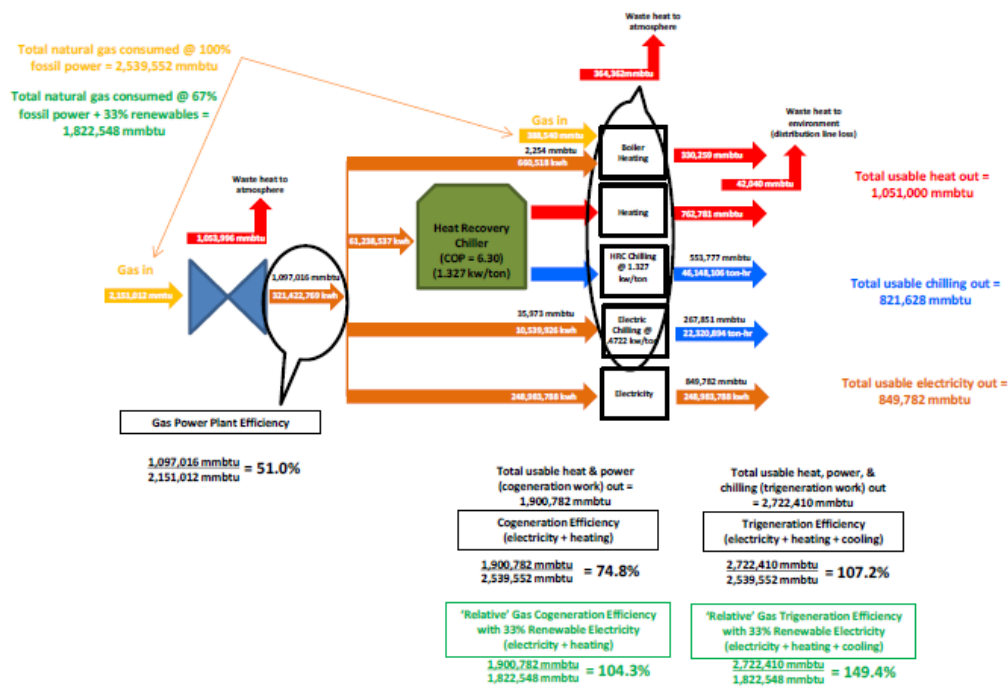 Total natural gas consumed @ 100%
fossil power = 2,539,552 mmbtu
Total natural gas consumed @ 67%
fossil power + 33% renewables =
1,822,548 mmbtu
Waste heat to
atmosphere
364,362mmbtu
Gas in
388,540 mmtu
2,254 mmbtu
660,518 kwh
Boiler
Heating
330,259 mmbtu
Waste heat to
environment
(distribution line loss)
42,040 mmbtu
Total usable heat out =
1,051,000 mmbtu
Waste heat to
atmosphere
1,053,996 mmbtu
Heat Recovery
Chiller
(COP = 6.30)
(1.327 kw/ton)
61,238,537 kwh
Heating
762,781 mmbtu
Gas in
2,151,012 mmtu
1,097,016 mmbtu
321,422,769 kwh
HRC Chilling
@ 1.327
kw/ton
553,777 mmbtu
46,148,106 ton-hr
Total usable chilling out =
821,628 mmbtu
35,973 mmbtu
10,539,926 kwh
Electric
Chilling @
.4722 kw/ton
267,851 mmbtu
22,320,894 ton-hr
248,983,788 kwh
Electricity
849,782 mmbtu
248,983,788 kwh
Total usable electricity out =
849,782 mmbtu
Gas Power Plant Efficiency
1,097,016 mmbtu
2,151,012 mmbtu
= 51.0%
Total usable heat & power
(cogeneration work) out =
1,900,782 mmbtu
Cogeneration Efficiency
(electricity + heating)
1,900,782 mmbtu
2,539,552 mmbtu
= 74.8%
'Relative' Gas Cogeneration Efficiency
with 33% Renewable Electricity
(electricity + heating)
1,900,782 mmbtu
1,822,548 mmbtu
= 104.3%
Total usable heat, power, &
chilling (trigeneration work) out
= 2,722,410 mmbtu
Trigeneration Efficiency
(electricity + heating + cooling)
2,722,410 mmbtu
2,539,552 mmbtu
= 107.2%
'Relative' Gas Trigeneration Efficiency
with 33% Renewable Electricity
(electricity + heating + cooling)
2,722,410 mmbtu
1,822,548 mmbtu
= 149.4%